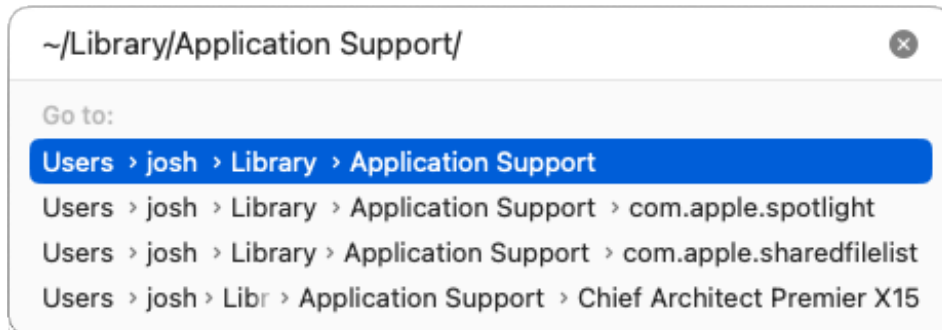 ~/Library/Application Support/
Go to:
Users › josh › Library › Application Support
Users › josh › Library › Application Support › com.apple.spotlight
Users › josh › Library › Application Support › com.apple.sharedfilelist
Users › josh › Libr › Application Support › Chief Architect Premier X15